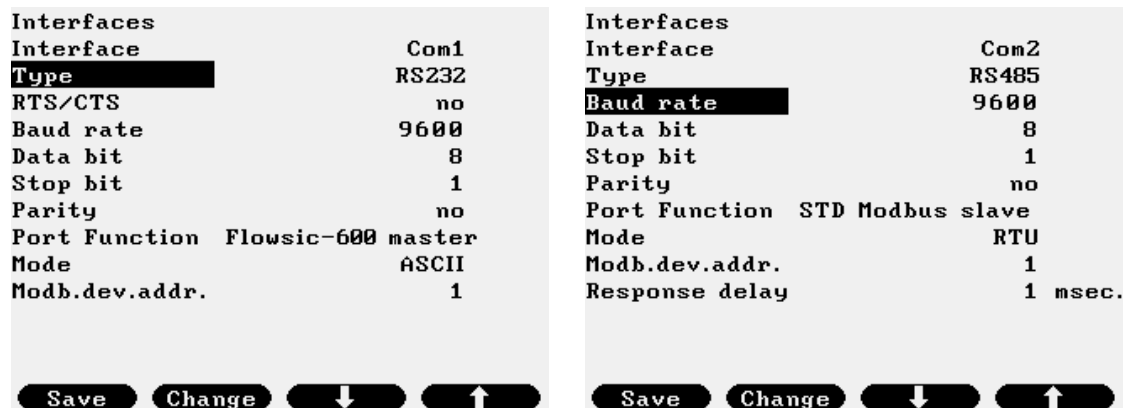 Interfaces
Interface Com1
Type RS232
RTS/CTS no
Baud rate 9600
Data bit 8
Stop bit 1
Parity no
Port Function Flowsic-600 master
Mode ASCII
Modb.dev.addr. 1
Save Change
Interfaces
Interface Com2
Type RS485
Baud rate 9600
Data bit 8
Stop bit 1
Parity no
Port Function STD Modbus slave
Mode RTU
Modb.dev.addr. 1
Response delay 1 msec.
Save Change